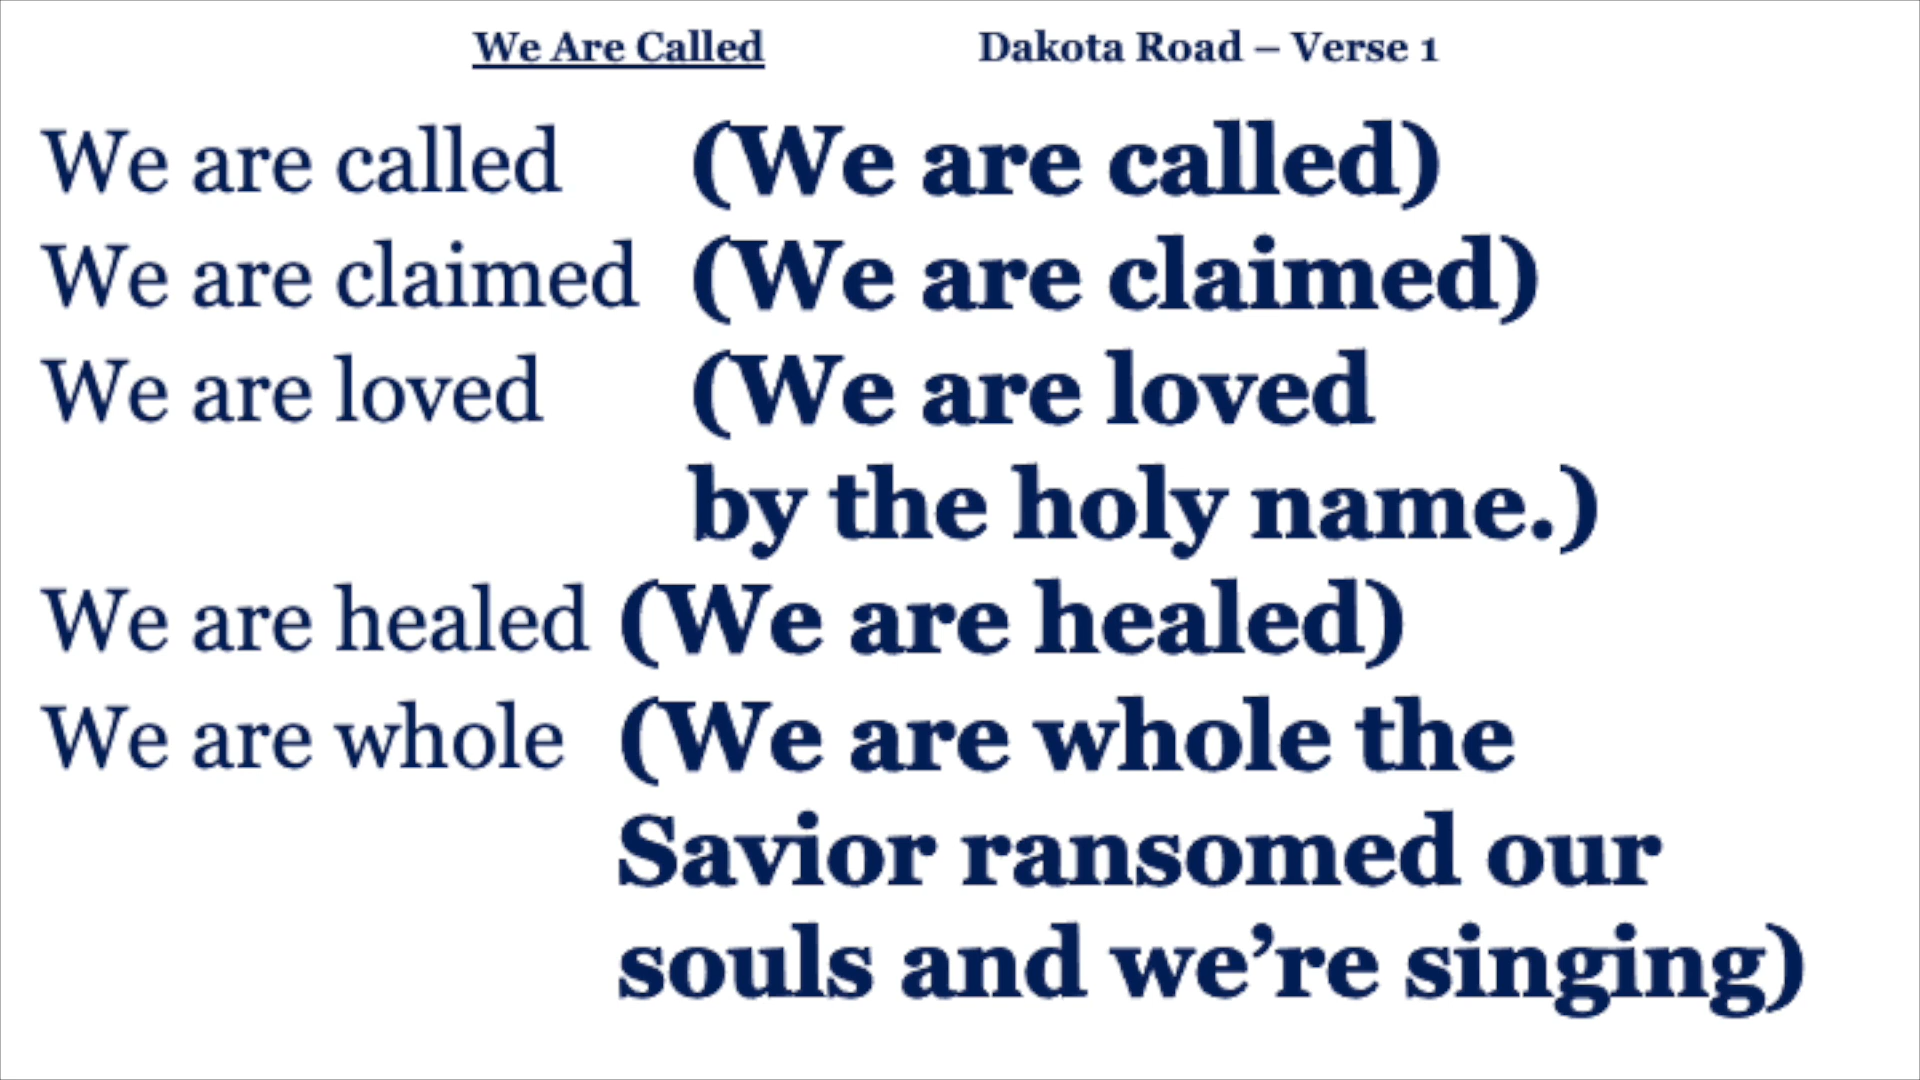 We Are Called Dakota Road – Verse 1
We are called (We are called)
We are claimed (We are claimed)
We are loved (We are loved
by the holy name.)
We are healed (We are healed)
We are whole (We are whole the
Savior ransomed our
souls and we’re singing)